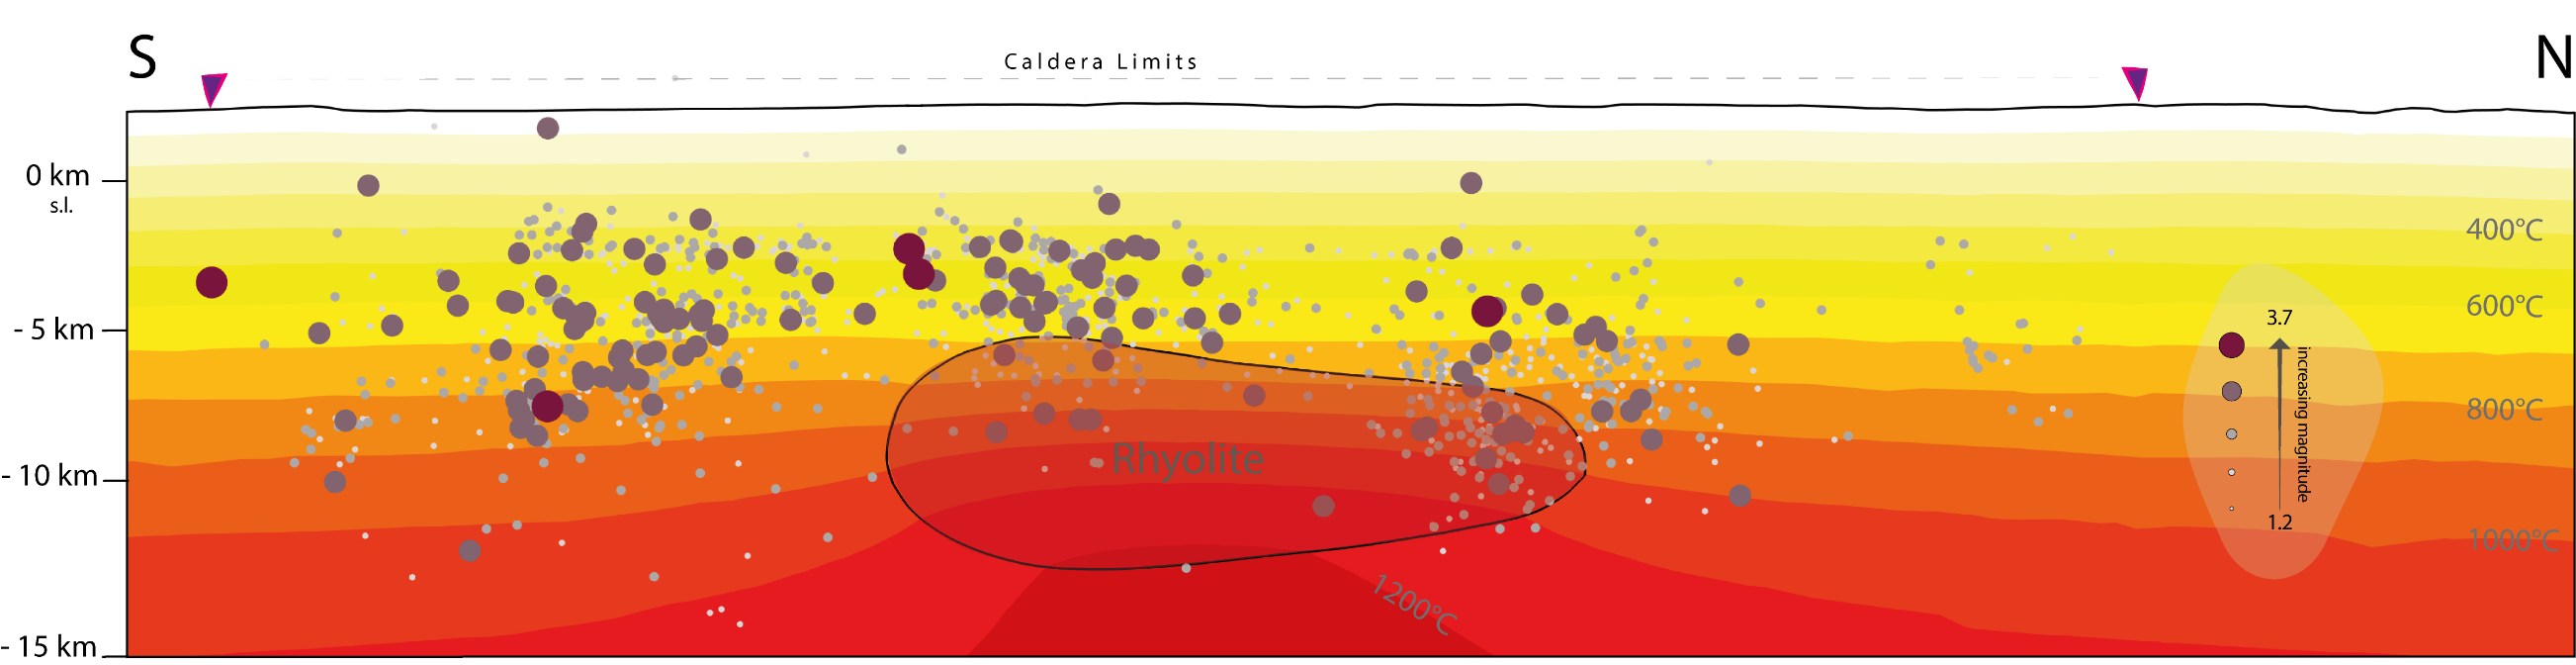 S
N
Caldera Limits
0 km
s.l.
400°C
600°C
3.7
- 5 km
increasing magnitude
800°C
Rhyolite
- 10 km
1.2
1000°C
1200°C
- 15 km